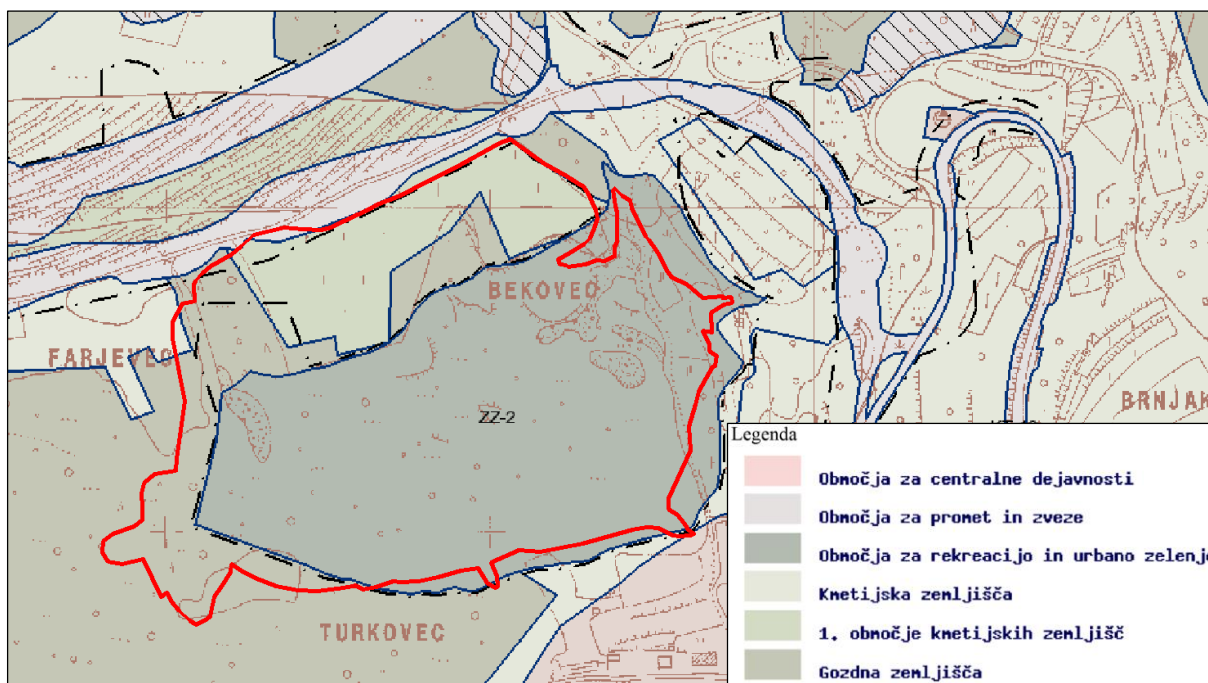 BEKOVEC
FARJEVEC
BRNJAK
ZZ-2
Legenda
Območja za centralne dejavnosti
Območja za promet in zveze
Območja za rekreacijo in urbano zelenje
Kmetijska zemljišča
1. območje kmetijskih zemljišč
Gozdna zemljišča
TURKOVEC